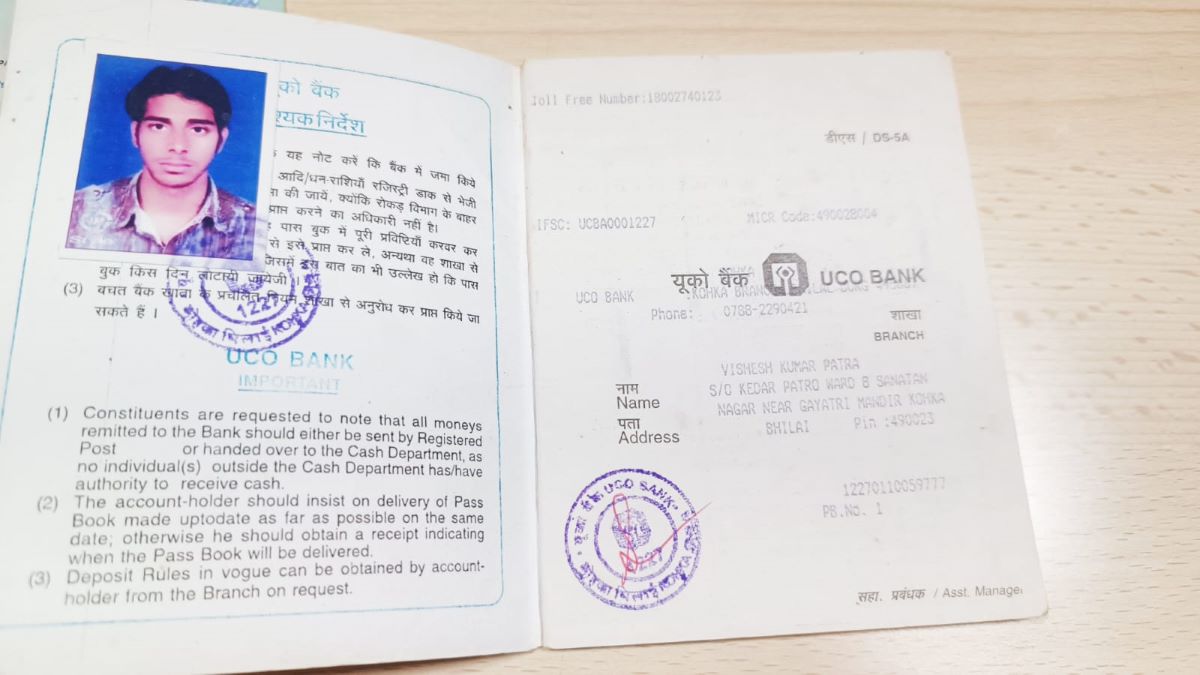 को बैंक
श्यक निर्देश
यह नोट करें कि बैंक में जमा किये
आदि/धन-राशियाँ रजिस्ट्री डाक से भेजी
की जायें, क्योंकि रोकड़ विभाग के बाहर
प्राप्त करने का अधिकारी नहीं है।
पास बुक में पूरी प्रविष्टियाँ करवर कर
से इसे प्राप्त कर ले, अन्यथा वह शाखा से
जिसमें इस बात का भी उल्लेख हो कि पास
बुक किस दिन लौटायी जायेजी ।
(3) बचत बैंक खाता के प्रचलित नियम शाखा से अनुरोध कर प्राप्त किये जा
सकते हैं ।
1227
UCO BANK
IMPORTANT
(1) Constituents are requested to note that all moneys
remitted to the Bank should either be sent by Registered
Post or handed over to the Cash Department, as
no individual(s) outside the Cash Department has/have
authority to receive cash.
(2) The account-holder should insist on delivery of Pass
Book made uptodate as far as possible on the same
date; otherwise he should obtain a receipt indicating
when the Pass Book will be delivered.
(3) Deposit Rules in vogue can be obtained by account-
holder from the Branch on request.
Toll Free Number:18002740123
डीएस / DS-5A
IFSC: UCBA0001227 MICR Code:490028004
यूको बैंक UCO BANK
UCO BANK KOHKA
Phone: 0788-2290421
शाखा
BRANCH
नाम
Name
VISHESH KUMAR PATRA
S/O KEDAR PATRO WARD 8 SANATAN
पता
Address
NAGAR NEAR GAYATRI MANDIR KOHKA
BHILAI Pin :490023
12270110059777
PB.No. 1
यूको बैंक UCO BANK
1227
कोहका भिलाई KOHKA
सहा. प्रबंधक / Asst. Manager